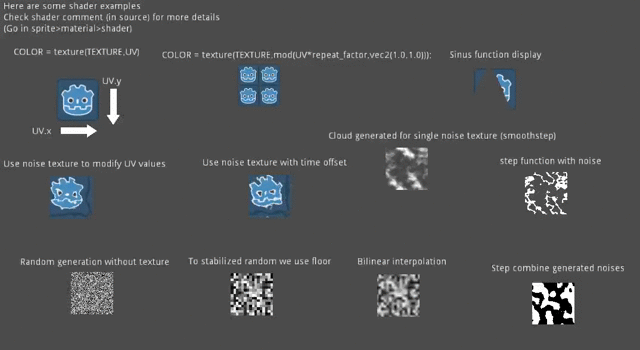 Here are some shader examples
Check shader comment (in source) for more details
(Go in sprite>material>shader)
COLOR = texture(TEXTURE,UV)
COLOR = texture(TEXTURE.mod(UV*repeat_factor,vec2(1.0,1.0)));
Sinus function display
UV.y
UV.x
Cloud generated for single noise texture (smoothstep)
Use noise texture to modify UV values
Use noise texture with time offset
step function with noise
Random generation without texture
To stabilized random we use floor
Bilinear interpolation
Step combine generated noises